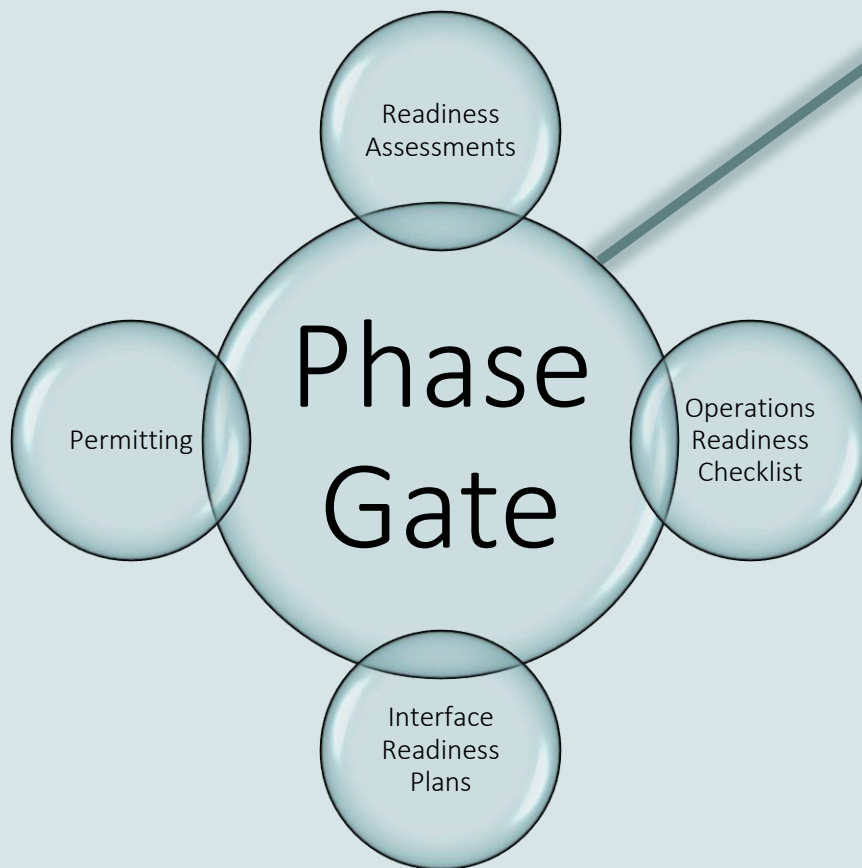 Readiness
Assessments
Phase
Gate
Permitting
Operations
Readiness
Checklist
Interface
Readiness
Plans